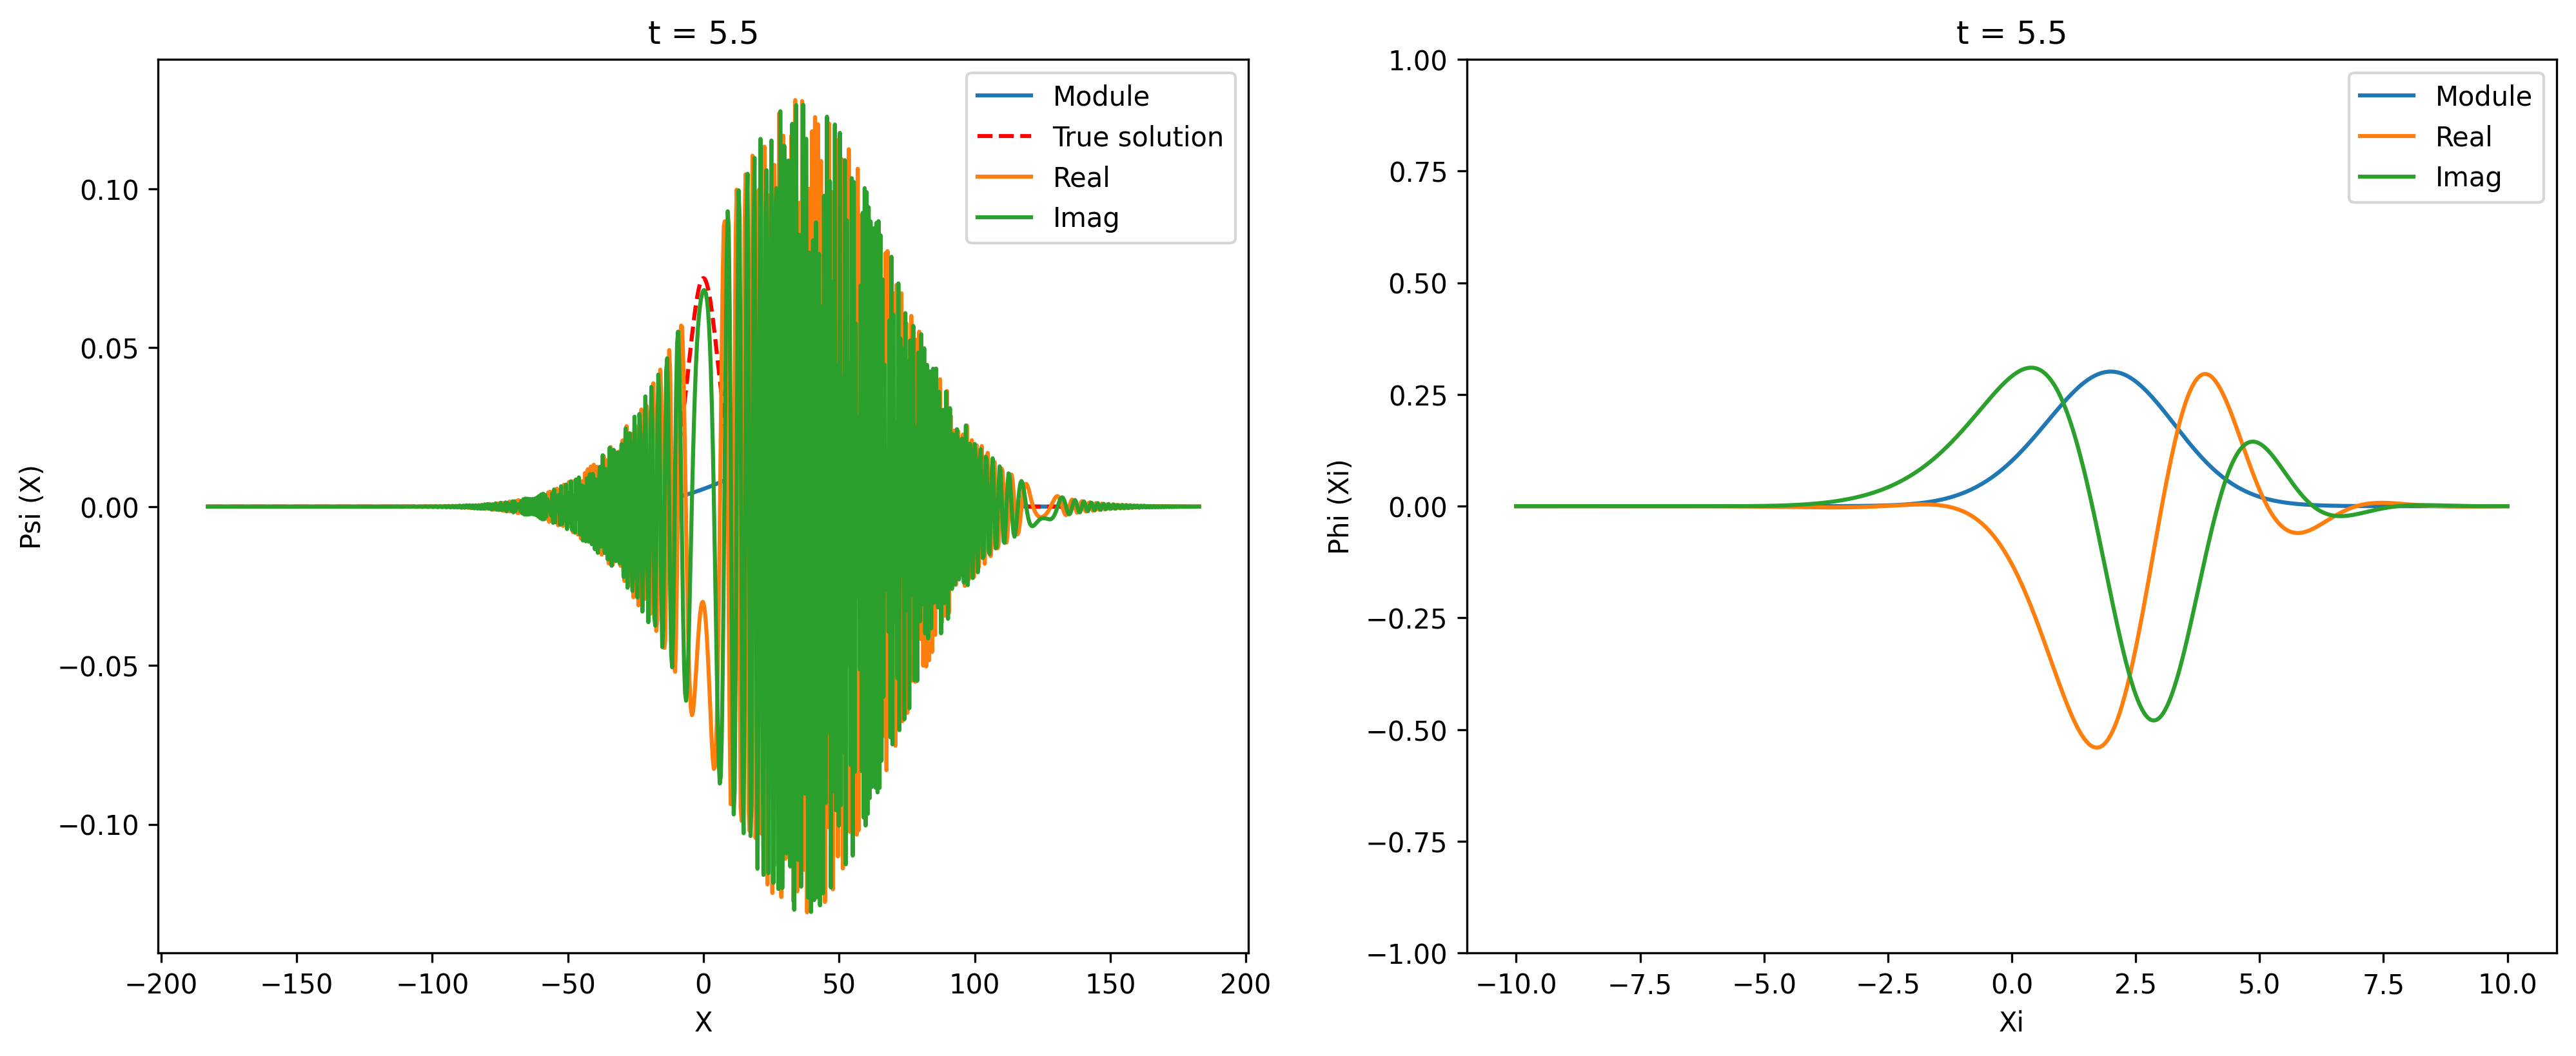 t = 5.5
Module
True solution
Real
Imag
0.10
0.05
0.00
−0.05
−0.10
Psi (X)
−200 −150 −100 −50 0 50 100 150 200
X
t = 5.5
Module
Real
Imag
1.00
0.75
0.50
0.25
0.00
−0.25
−0.50
−0.75
−1.00
Phi (Xi)
−10.0 −7.5 −5.0 −2.5 0.0 2.5 5.0 7.5 10.0
Xi